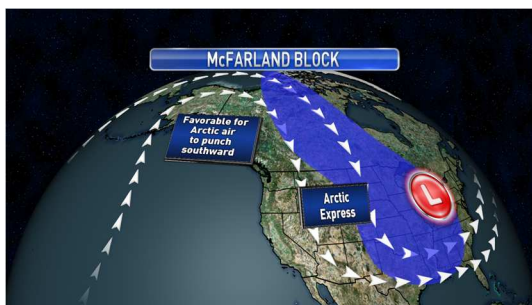 McFARLAND BLOCK
Favorable for
Arctic air
to punch
southward
Arctic
Express
L